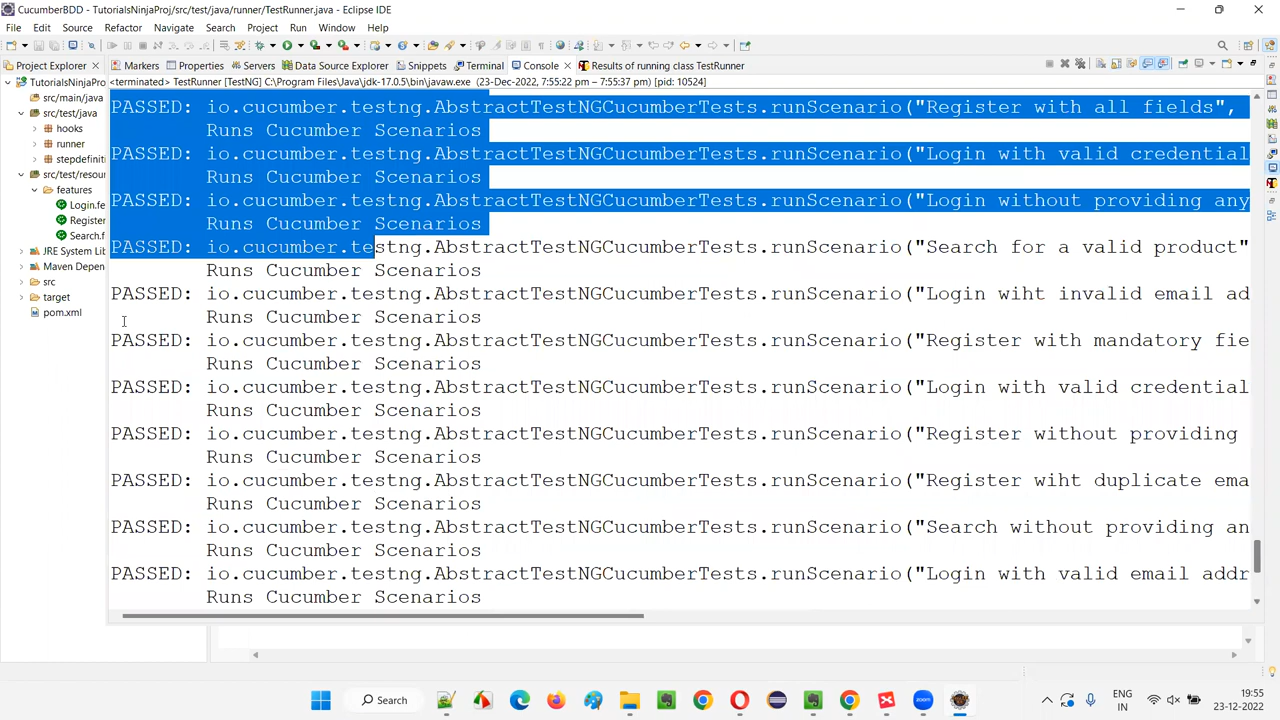 CucumberBDD - TutorialsNinjaProj/src/test/java/runner/TestRunner.java - Eclipse IDE
File Edit Source Refactor Navigate Search Project Run Window Help
Project Explorer
Markers Properties Servers Data Source Explorer Snippets Terminal Console Results of running class TestRunner
<terminated> TestRunner [TestNG] C:\Program Files\Java\jdk-17.0.5\bin\javaw.exe (23-Dec-2022, 7:55:22 pm – 7:55:37 pm) [pid: 10524]
TutorialsNinjaPro
src/main/java
src/test/java
hooks
runner
stepdefinitio
src/test/resour
features
Login.fe
Register
Search.f
JRE System Lib
Maven Depen
src
target
pom.xml
PASSED: io.cucumber.testng.AbstractTestNGCucumberTests.runScenario("Register with all fields",
Runs Cucumber Scenarios
PASSED: io.cucumber.testng.AbstractTestNGCucumberTests.runScenario("Login with valid credential
Runs Cucumber Scenarios
PASSED: io.cucumber.testng.AbstractTestNGCucumberTests.runScenario("Login without providing any
Runs Cucumber Scenarios
PASSED: io.cucumber.testng.AbstractTestNGCucumberTests.runScenario("Search for a valid product"
Runs Cucumber Scenarios
PASSED: io.cucumber.testng.AbstractTestNGCucumberTests.runScenario("Login wiht invalid email ad
Runs Cucumber Scenarios
PASSED: io.cucumber.testng.AbstractTestNGCucumberTests.runScenario("Register with mandatory fie
Runs Cucumber Scenarios
PASSED: io.cucumber.testng.AbstractTestNGCucumberTests.runScenario("Login with valid credential
Runs Cucumber Scenarios
PASSED: io.cucumber.testng.AbstractTestNGCucumberTests.runScenario("Register without providing
Runs Cucumber Scenarios
PASSED: io.cucumber.testng.AbstractTestNGCucumberTests.runScenario("Register wiht duplicate ema
Runs Cucumber Scenarios
PASSED: io.cucumber.testng.AbstractTestNGCucumberTests.runScenario("Search without providing an
Runs Cucumber Scenarios
PASSED: io.cucumber.testng.AbstractTestNGCucumberTests.runScenario("Login with valid email addr
Runs Cucumber Scenarios
Search
ENG
IN
19:55
23-12-2022